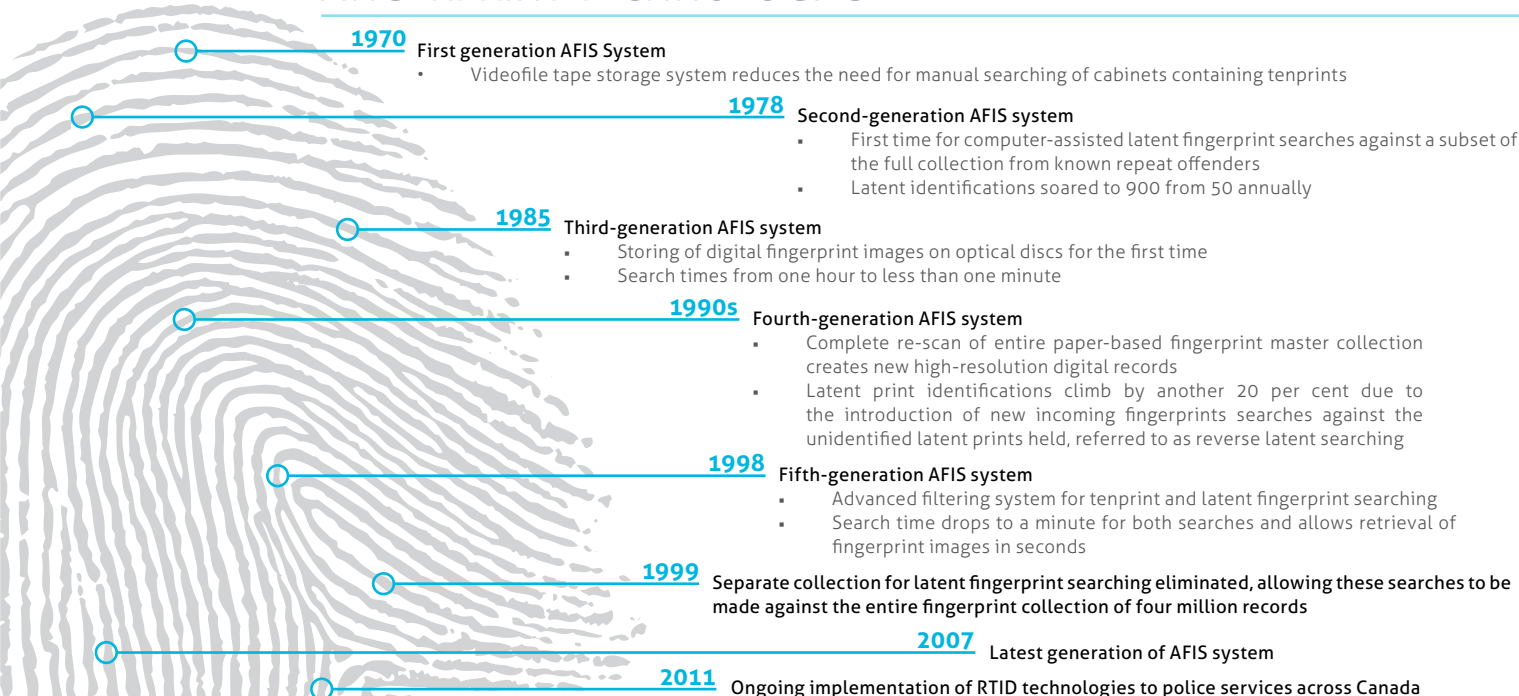 1970
First generation AFIS System
• Videofile tape storage system reduces the need for manual searching of cabinets containing tenprints
1978
Second-generation AFIS system
▪ First time for computer-assisted latent fingerprint searches against a subset of
the full collection from known repeat offenders
▪ Latent identifications soared to 900 from 50 annually
1985
Third-generation AFIS system
▪ Storing of digital fingerprint images on optical discs for the first time
▪ Search times from one hour to less than one minute
1990s
Fourth-generation AFIS system
▪ Complete re-scan of entire paper-based fingerprint master collection
creates new high-resolution digital records
▪ Latent print identifications climb by another 20 per cent due to
the introduction of new incoming fingerprints searches against the
unidentified latent prints held, referred to as reverse latent searching
1998
Fifth-generation AFIS system
▪ Advanced filtering system for tenprint and latent fingerprint searching
▪ Search time drops to a minute for both searches and allows retrieval of
fingerprint images in seconds
1999
Separate collection for latent fingerprint searching eliminated, allowing these searches to be
made against the entire fingerprint collection of four million records
2007
Latest generation of AFIS system
2011
Ongoing implementation of RTID technologies to police services across Canada